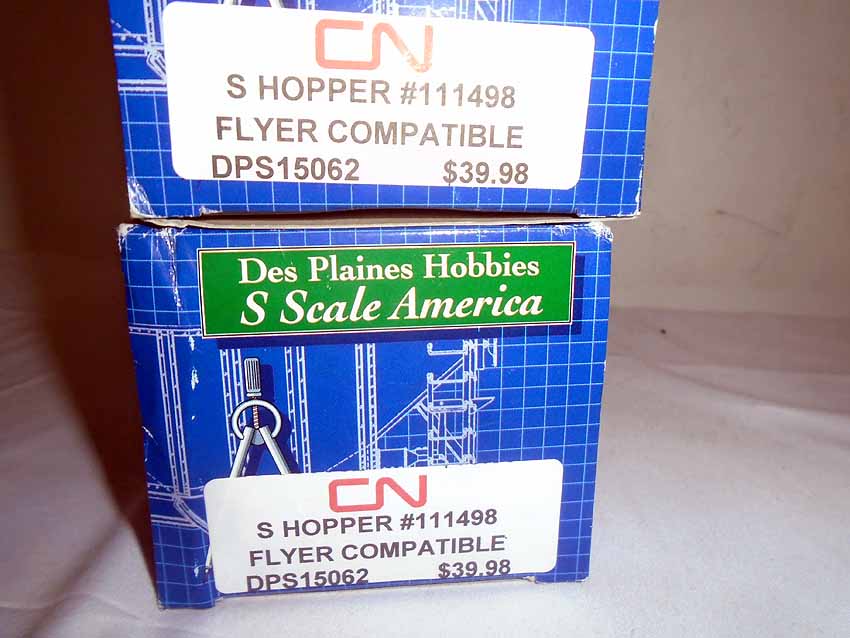 CN
S HOPPER #111498
FLYER COMPATIBLE
DPS15062 $39.98
Des Plaines Hobbies
S Scale America
CN
S HOPPER #111498
FLYER COMPATIBLE
DPS15062 $39.98